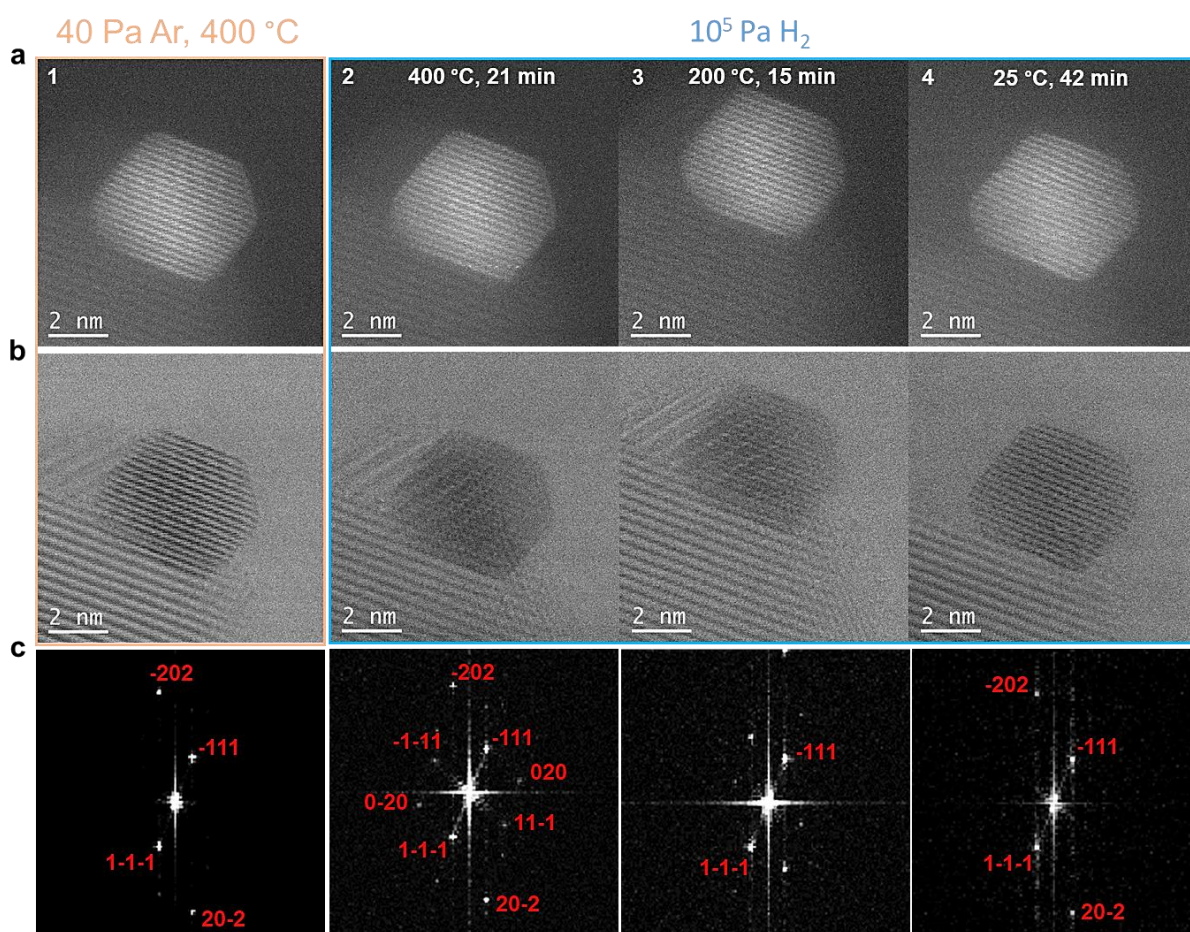 40 Pa Ar, 400 °C
10⁵ Pa H₂
a
1
2 400 °C, 21 min
3 200 °C, 15 min
4 25 °C, 42 min
2 nm
2 nm
2 nm
2 nm
b
2 nm
2 nm
2 nm
2 nm
c
-202
-111
1-1-1
20-2
-202
-1-11
-111
020
0-20
11-1
1-1-1
20-2
-111
1-1-1
-202
-111
1-1-1
20-2